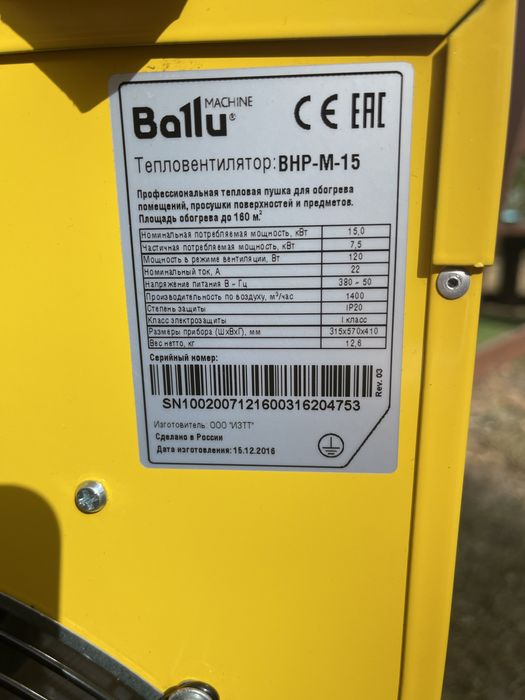 Ballu MACHINE ® CE EAC
Тепловентилятор: BHP-M-15
Профессиональная тепловая пушка для обогрева
помещений, просушки поверхностей и предметов.
Площадь обогрева до 160 м²
Номинальная потребляемая мощность, кВт 15,0
Частичная потребляемая мощность, кВт 7,5
Мощность в режиме вентиляции, Вт 120
Номинальный ток, А 22
Напряжение питания В ~ Гц 380 ~ 50
Производительность по воздуху, м³/час 1400
Степень защиты IP20
Класс электрозащиты I класс
Размеры прибора (ШхВхГ), мм 315x570x410
Вес нетто, кг 12,6
Серийный номер:
Rev. 03
SN1002007121600316204753
Изготовитель: ООО "ИЗТТ"
Сделано в России
Дата изготовления: 15.12.2016
Ballu